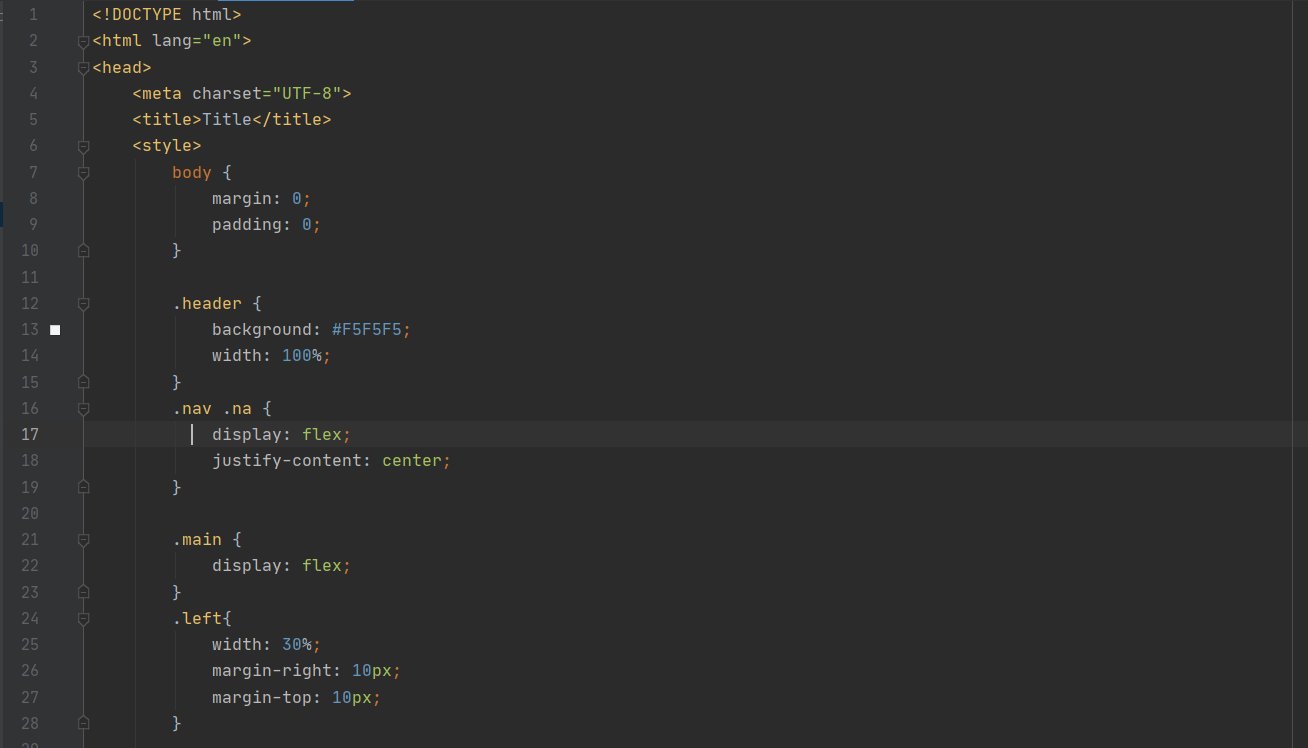 1 <!DOCTYPE html>
2 <html lang="en">
3 <head>
4     <meta charset="UTF-8">
5     <title>Title</title>
6     <style>
7         body {
8             margin: 0;
9             padding: 0;
10         }
11
12         .header {
13             background: #F5F5F5;
14             width: 100%;
15         }
16         .nav .na {
17             display: flex;
18             justify-content: center;
19         }
20
21         .main {
22             display: flex;
23         }
24         .left{
25             width: 30%;
26             margin-right: 10px;
27             margin-top: 10px;
28         }